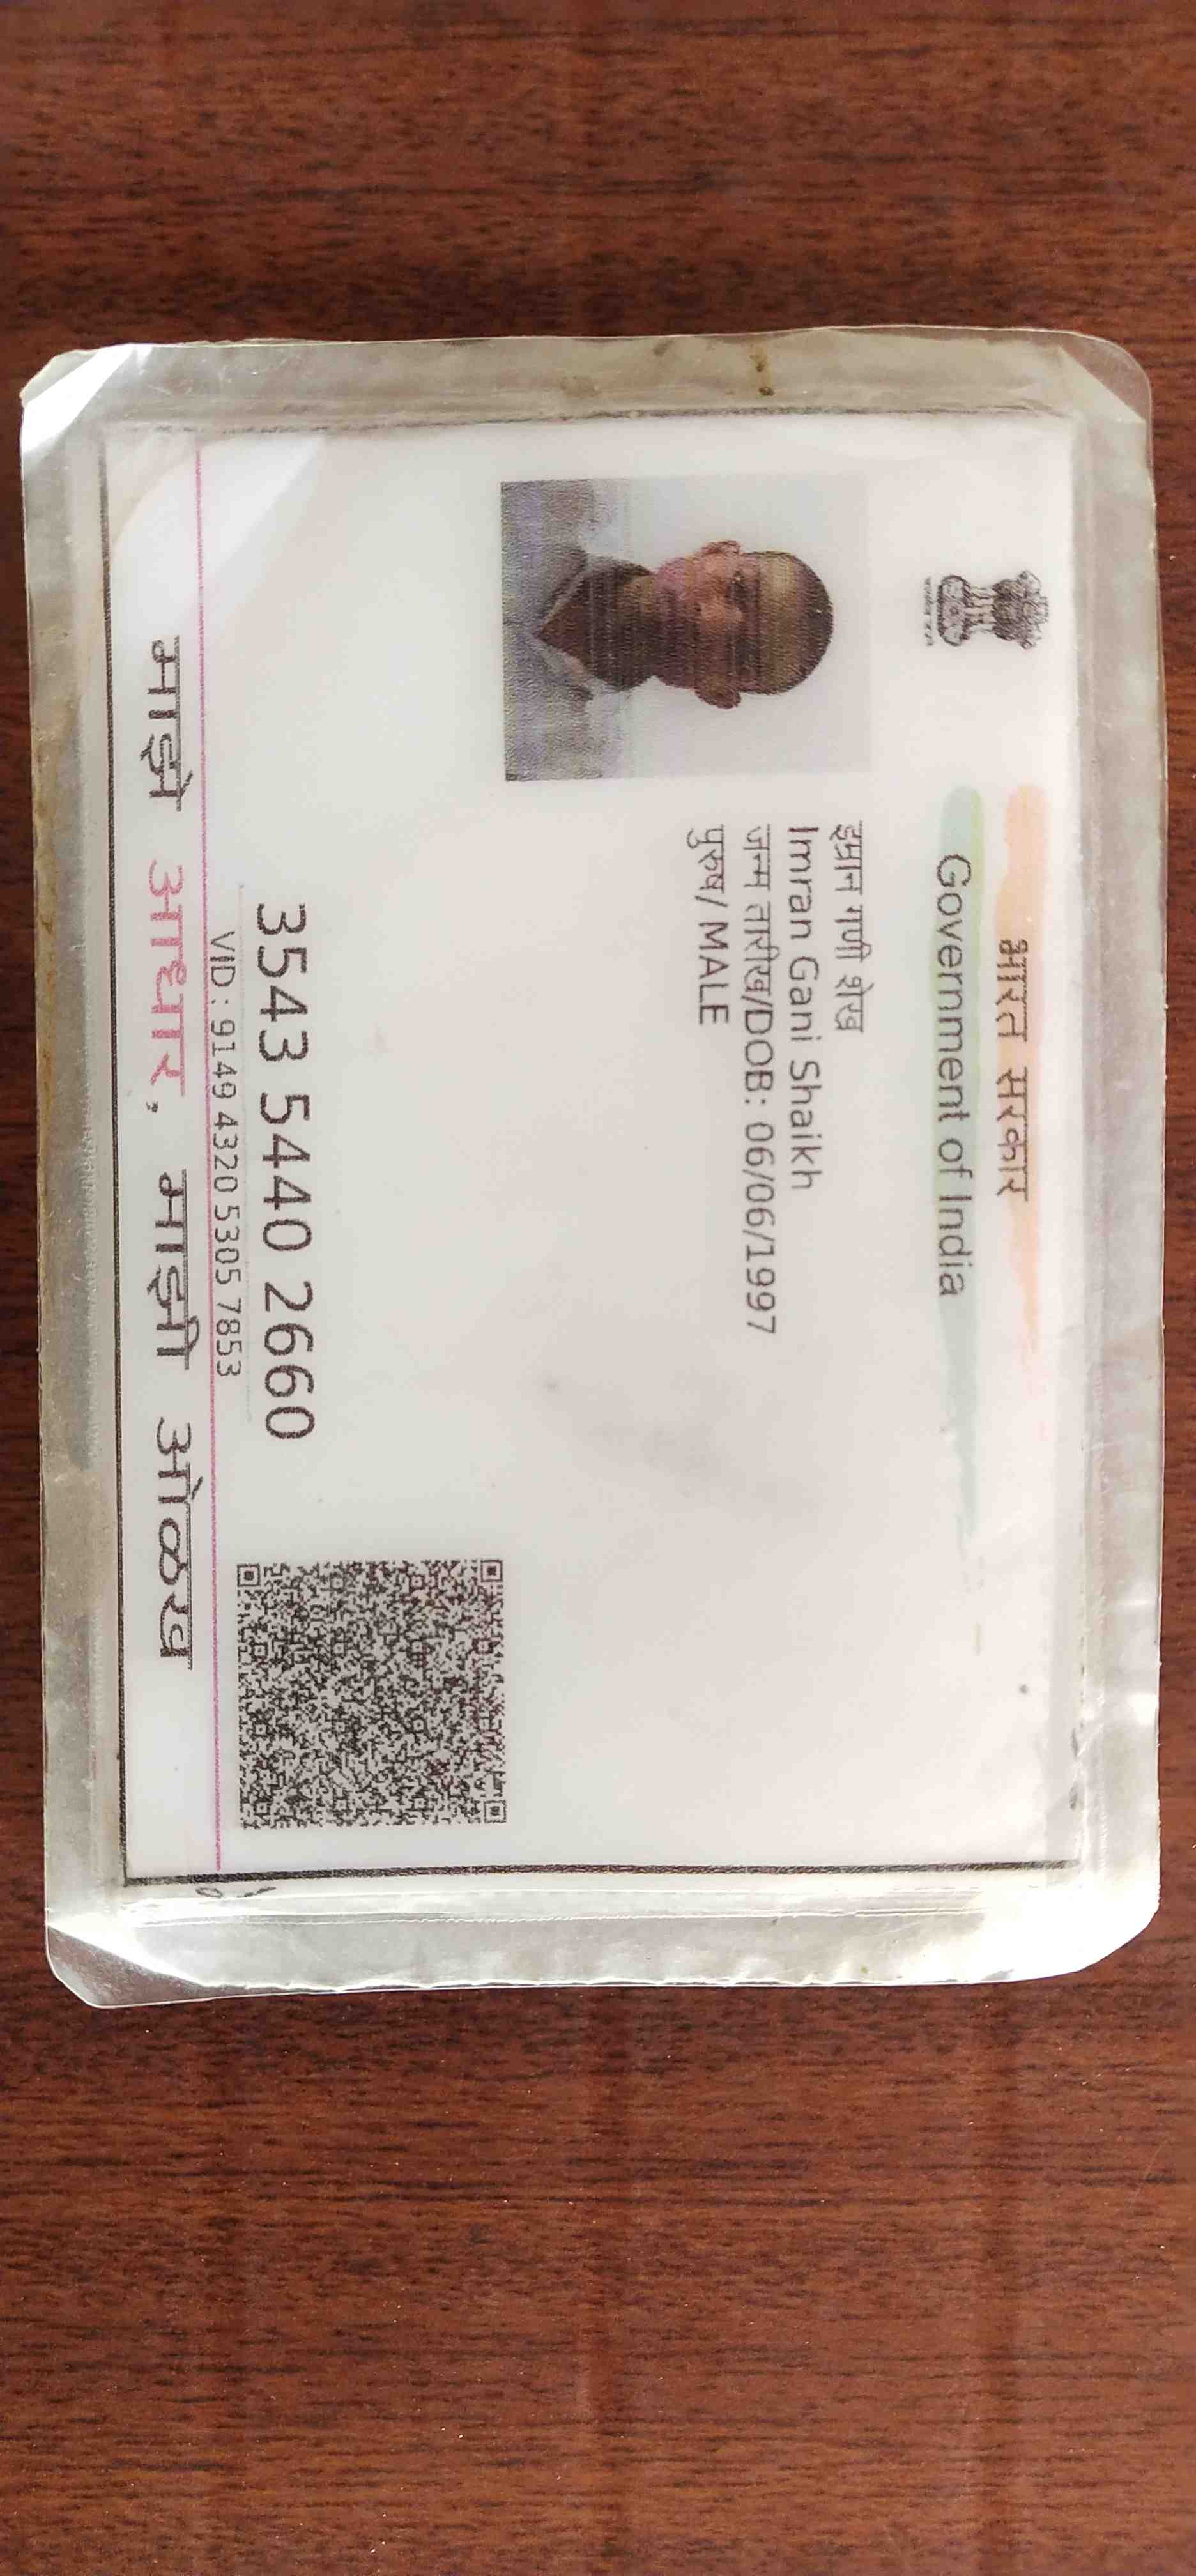 भारत सरकार
Government of India
इम्रान गणी शेख
Imran Gani Shaikh
जन्म तारीख/DOB: 06/06/1997
पुरुष/ MALE
3543 5440 2660
VID : 9149 4320 5305 7853
माझे आधार, माझी ओळख